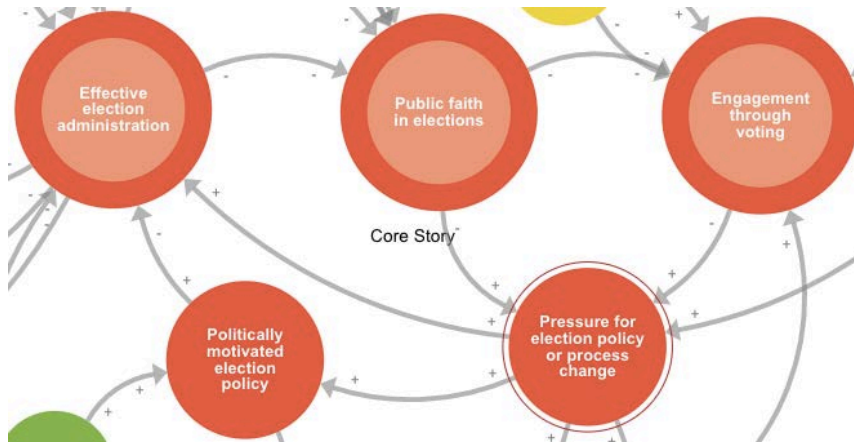 Effective
election
administration
Public faith
in elections
Engagement
through
voting
Core Story
Politically
motivated
election
policy
Pressure for
election policy
or process
change